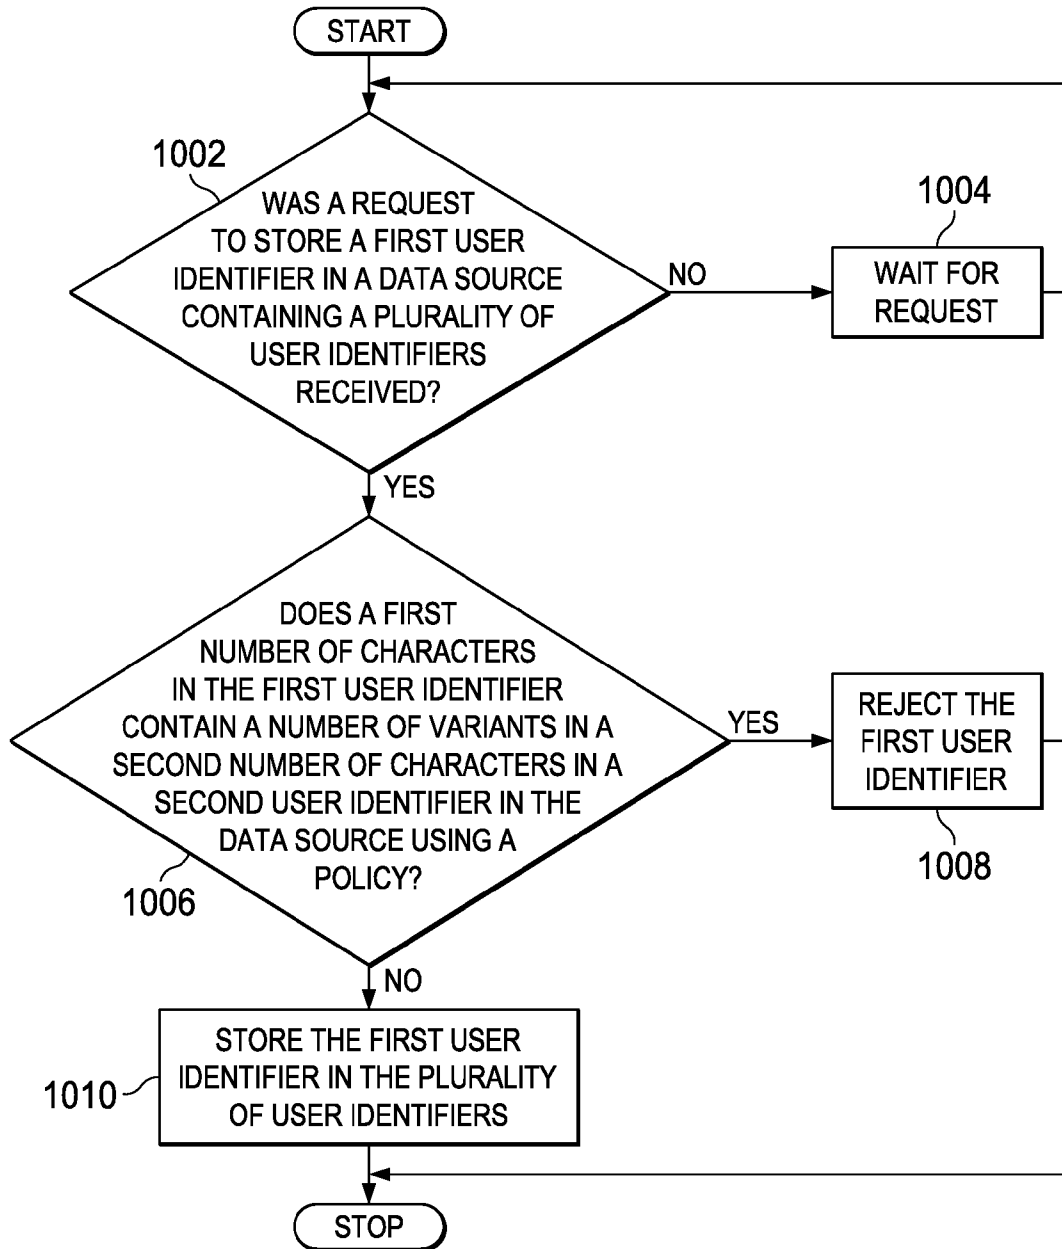 START
1002
WAS A REQUEST
TO STORE A FIRST USER
IDENTIFIER IN A DATA SOURCE
CONTAINING A PLURALITY OF
USER IDENTIFIERS
RECEIVED?
NO
1004
WAIT FOR
REQUEST
YES
DOES A FIRST
NUMBER OF CHARACTERS
IN THE FIRST USER IDENTIFIER
CONTAIN A NUMBER OF VARIANTS IN A
SECOND NUMBER OF CHARACTERS IN A
SECOND USER IDENTIFIER IN THE
DATA SOURCE USING A
POLICY?
1006
YES
REJECT THE
FIRST USER
IDENTIFIER
1008
NO
STORE THE FIRST USER
IDENTIFIER IN THE PLURALITY
OF USER IDENTIFIERS
1010
STOP